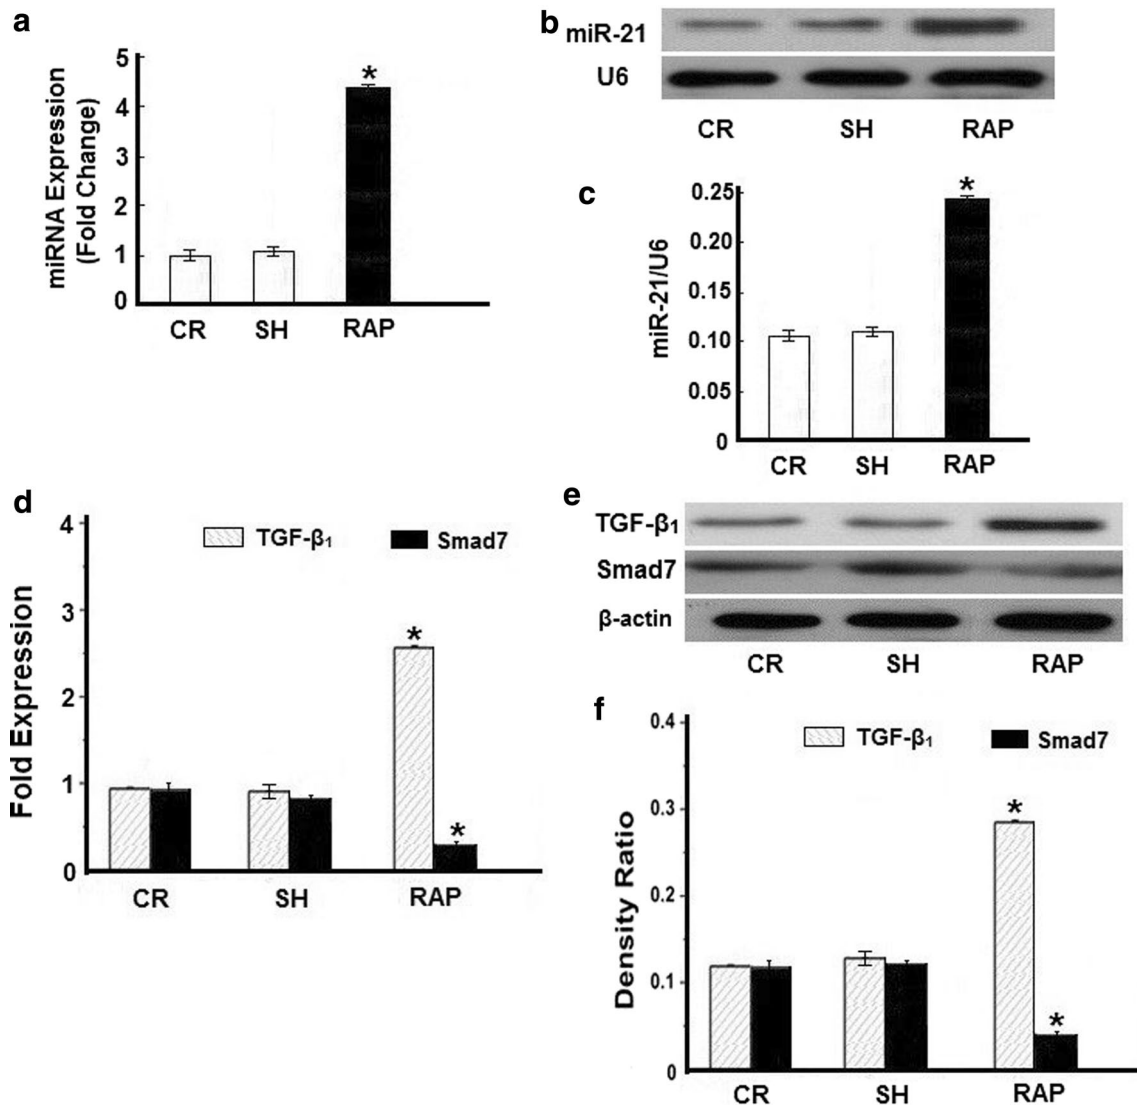 a
miRNA Expression
(Fold Change)
5
4
3
2
1
0
*
CR SH RAP
b
miR-21
U6
CR SH RAP
c
miR-21/U6
0.25
0.20
0.15
0.10
0.05
0
*
CR SH RAP
d
Fold Expression
4
3
2
1
0
TGF-β₁ Smad7
*
*
CR SH RAP
e
TGF-β₁
Smad7
β-actin
CR SH RAP
f
Density Ratio
0.4
0.3
0.2
0.1
0
TGF-β₁ Smad7
*
*
CR SH RAP